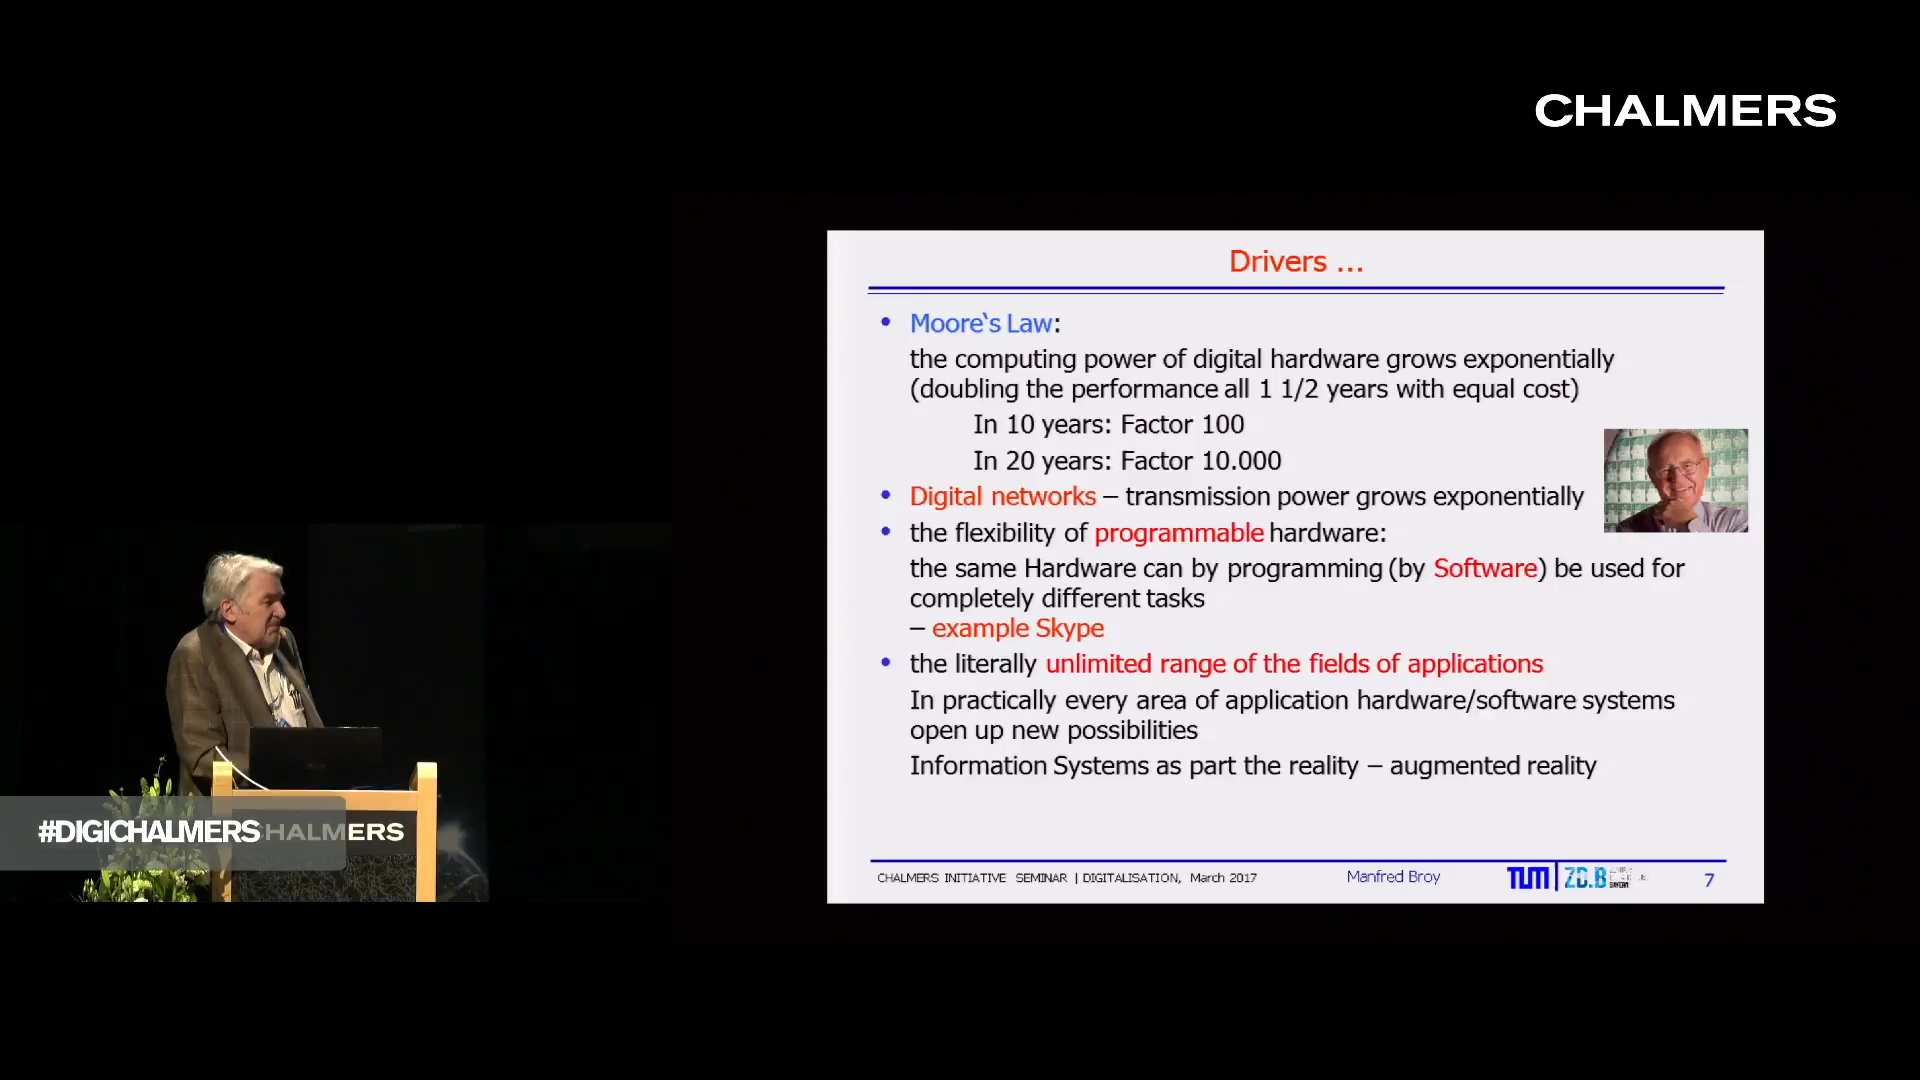 CHALMERS
Drivers ...
• Moore‘s Law:
the computing power of digital hardware grows exponentially
(doubling the performance all 1 1/2 years with equal cost)
In 10 years: Factor 100
In 20 years: Factor 10.000
• Digital networks – transmission power grows exponentially
• the flexibility of programmable hardware:
the same Hardware can by programming (by Software) be used for
completely different tasks
– example Skype
• the literally unlimited range of the fields of applications
In practically every area of application hardware/software systems
open up new possibilities
Information Systems as part the reality – augmented reality
CHALMERS INITIATIVE SEMINAR | DIGITALISATION, March 2017
Manfred Broy
TUM
ZD.B
7
#DIGICHALMERS
CHALMERS